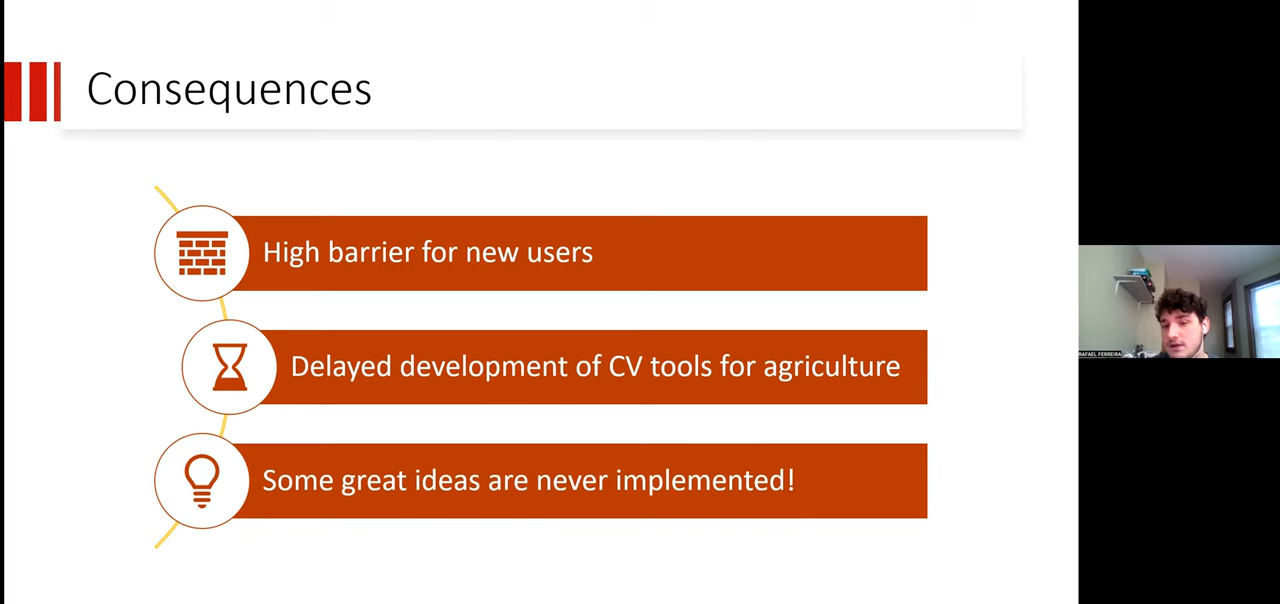 Consequences
High barrier for new users
Delayed development of CV tools for agriculture
Some great ideas are never implemented!
RAFAEL FERREIRA